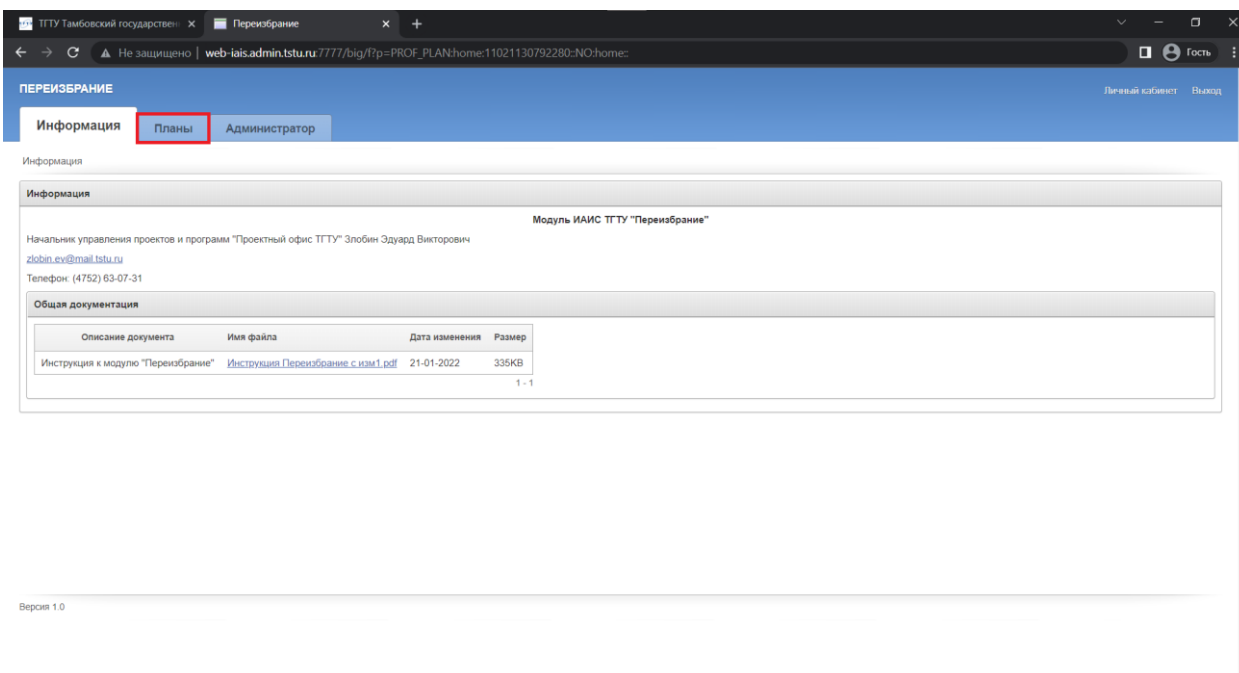 ТГТУ Тамбовский государствен
Переизбрание
Не защищено | web-iais.admin.tstu.ru:7777/big/f?p=PROF_PLAN:home:11021130792280::NO:home::
Гость
ПЕРЕИЗБРАНИЕ
Личный кабинет Выход
Информация Планы Администратор
Информация
Информация
Модуль ИАИС ТГТУ "Переизбрание"
Начальник управления проектов и программ "Проектный офис ТГТУ" Злобин Эдуард Викторович
zlobin.ev@mail.tstu.ru
Телефон: (4752) 63-07-31
Общая документация
Описание документа Имя файла Дата изменения Размер
Инструкция к модулю "Переизбрание" Инструкция Переизбрание с изм1.pdf 21-01-2022 335KB
1 - 1
Версия 1.0